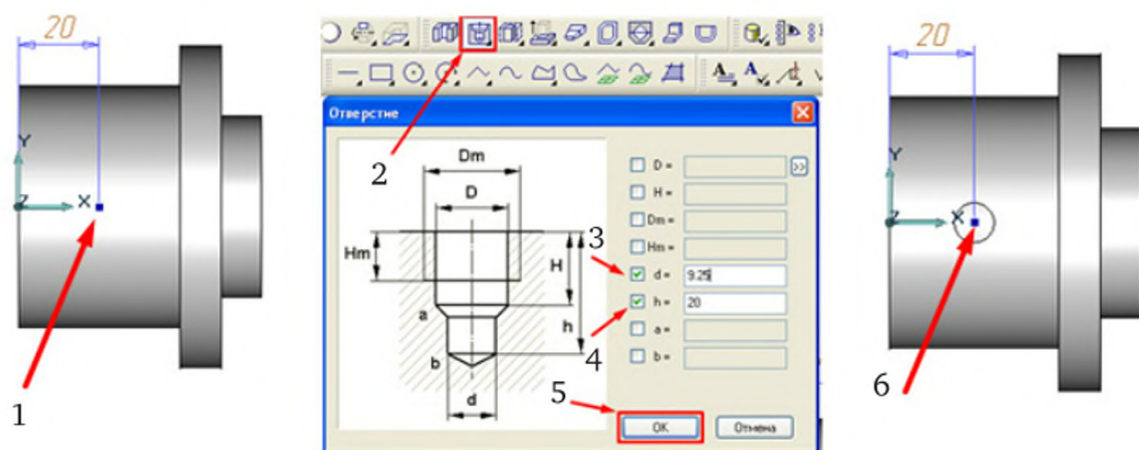 20
Y
Z
X
1
2
Отверстие
Dm
D
Hm
H
h
a
b
d
D =
>>
H =
Dm =
Hm =
3
d =
9.25
h =
20
4
a =
b =
5
OK
Отмена
20
Y
Z
X
6